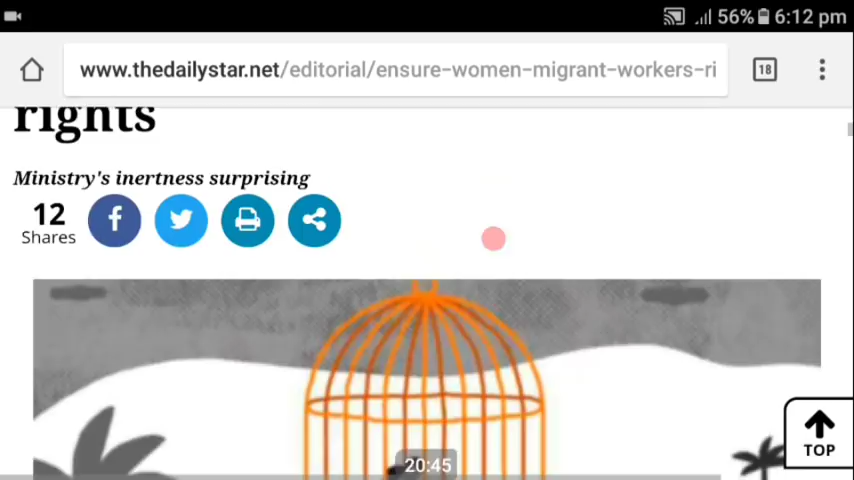 56% 6:12 pm
www.thedailystar.net/editorial/ensure-women-migrant-workers-ri
18
rights
Ministry's inertness surprising
12
Shares
TOP
20:45